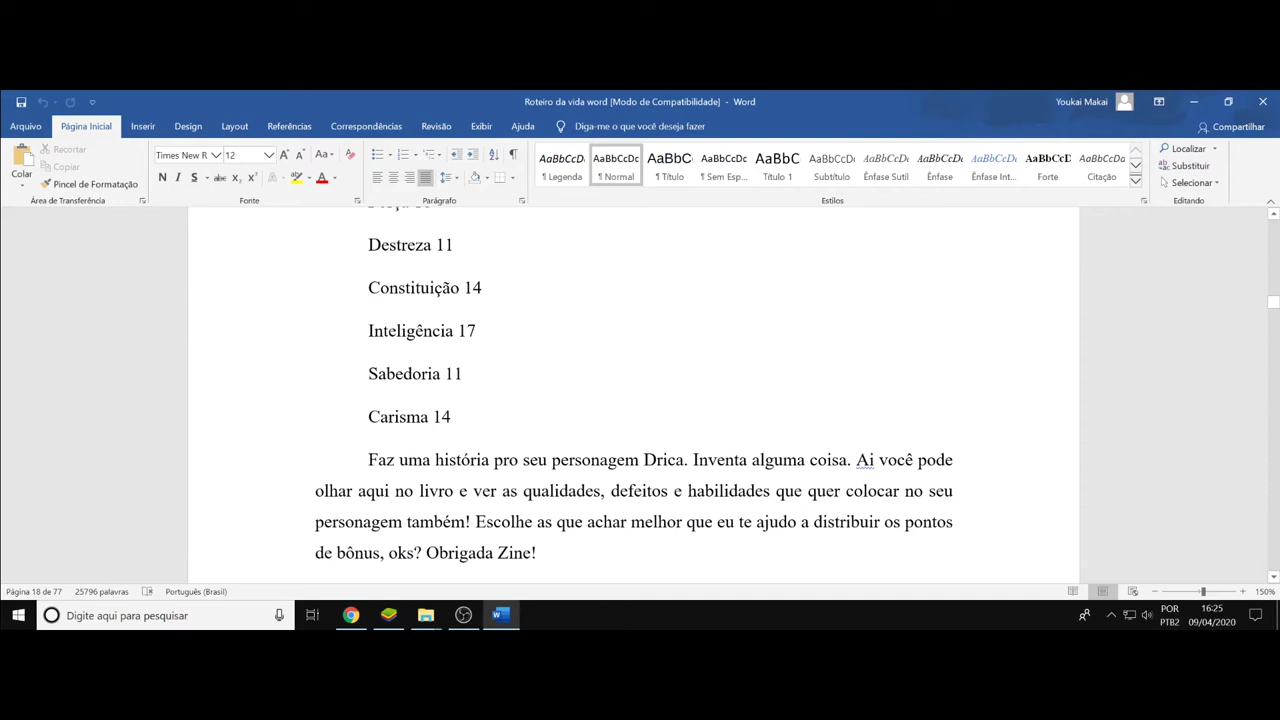 Roteiro da vida word [Modo de Compatibilidade] - Word
Youkai Makai
Arquivo Página Inicial Inserir Design Layout Referências Correspondências Revisão Exibir Ajuda Diga-me o que você deseja fazer Compartilhar
Colar
Recortar
Copiar
Pincel de Formatação
Área de Transferência
Times New R 12
Fonte
Parágrafo
AaBbCcD AaBbCcDc AaBbC AaBbCcDc AaBbC AaBbCcDc AaBbCcDc AaBbCcDc AaBbCcDc AaBbCcD AaBbCcDc
¶ Legenda ¶ Normal ¶ Título ¶ Sem Esp... ¶ Título 1 Subtítulo Ênfase Sutil Ênfase Ênfase Int... Forte Citação
Estilos
Localizar
Substituir
Selecionar
Editando
Destreza 11
Constituição 14
Inteligência 17
Sabedoria 11
Carisma 14
Faz uma história pro seu personagem Drica. Inventa alguma coisa. Ai você pode
olhar aqui no livro e ver as qualidades, defeitos e habilidades que quer colocar no seu
personagem também! Escolhe as que achar melhor que eu te ajudo a distribuir os pontos
de bônus, oks? Obrigada Zine!
Página 18 de 77 25796 palavras Português (Brasil) 150%
Digite aqui para pesquisar
POR
PTB2
16:25
09/04/2020